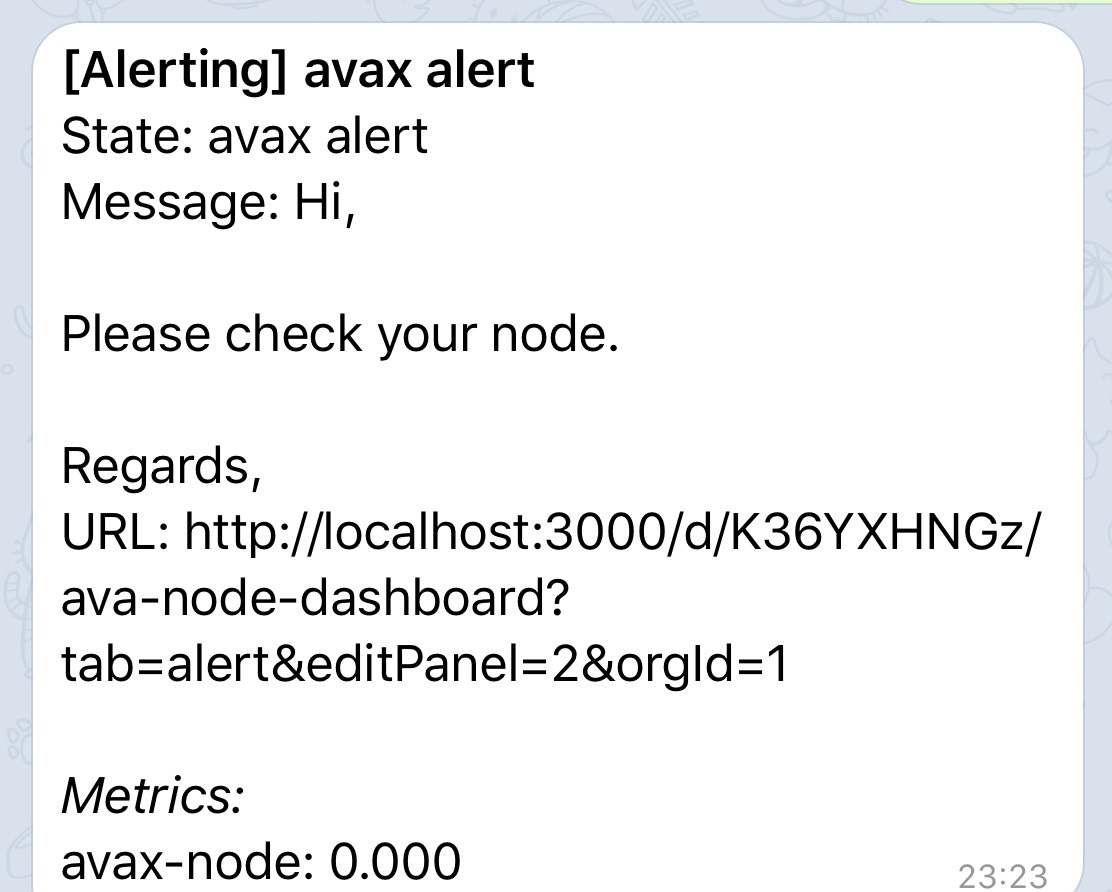 [Alerting] avax alert
State: avax alert
Message: Hi,
Please check your node.
Regards,
URL: http://localhost:3000/d/K36YXHNGz/
ava-node-dashboard?
tab=alert&editPanel=2&orgId=1
Metrics:
avax-node: 0.000
23:23